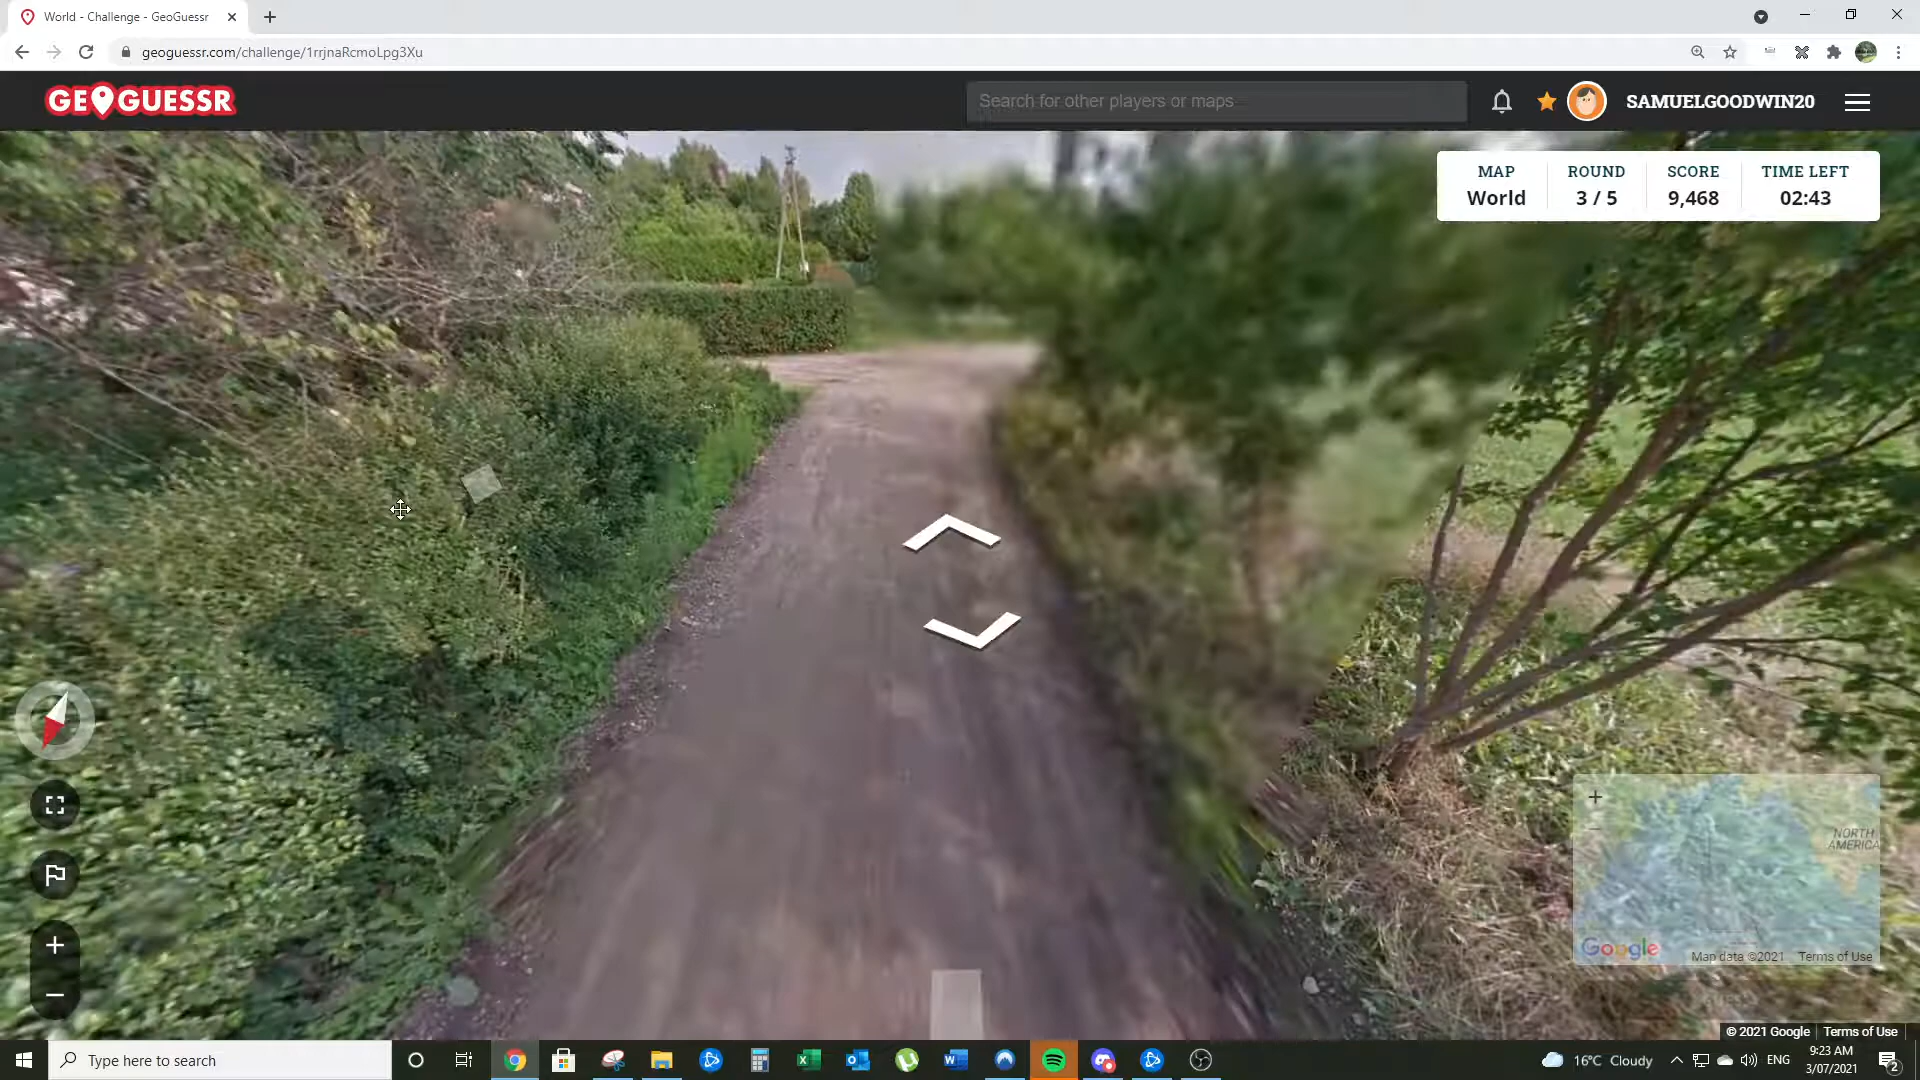 World - Challenge - GeoGuessr
geoguessr.com/challenge/1rrjnaRcmoLpg3Xu
GEOGUESSR
Search for other players or maps
SAMUELGOODWIN20
MAP ROUND SCORE TIME LEFT
World 3 / 5 9,468 02:43
NORTH
AMERICA
Google
Map data ©2021 Terms of Use
© 2021 Google Terms of Use
Type here to search
16°C Cloudy
ENG
9:23 AM
3/07/2021
2